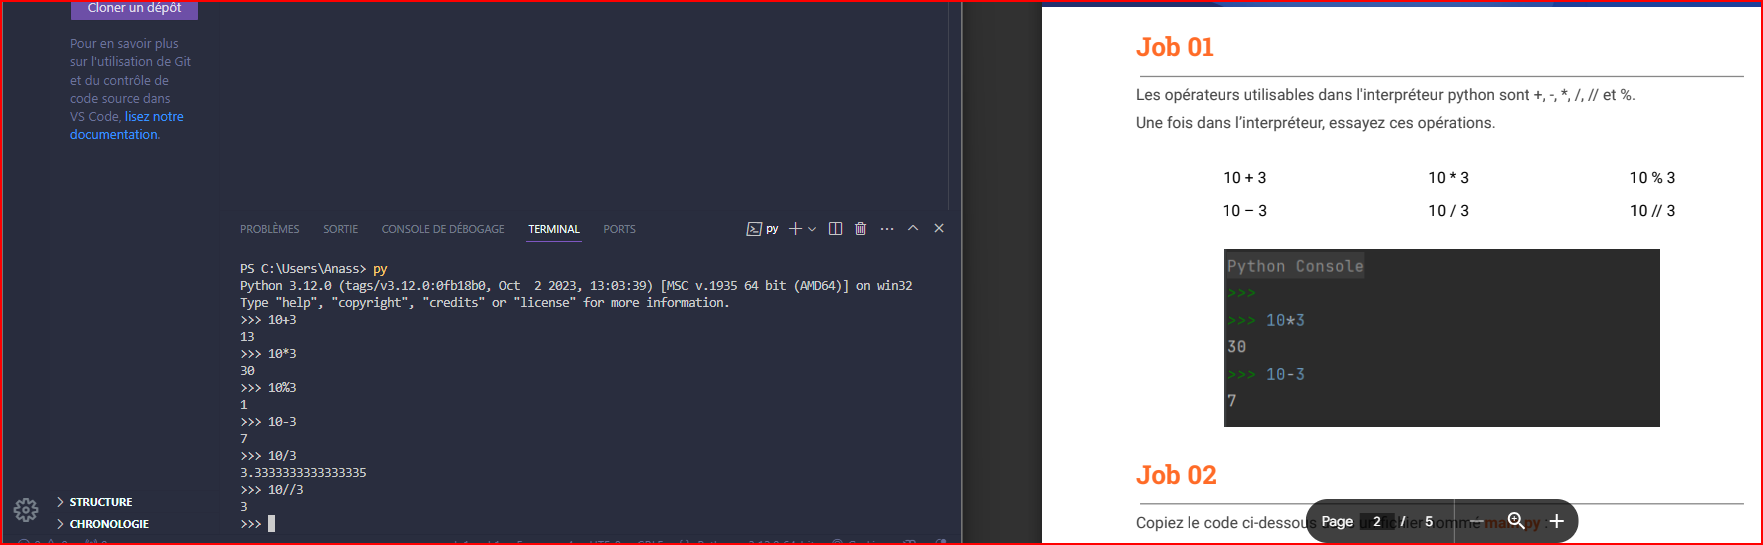 Cloner un dépôt
Pour en savoir plus
sur l'utilisation de Git
et du contrôle de
code source dans
VS Code, lisez notre
documentation.
PROBLÈMES SORTIE CONSOLE DE DÉBOGAGE TERMINAL PORTS
py
PS C:\Users\Anass> py
Python 3.12.0 (tags/v3.12.0:0fb18b0, Oct  2 2023, 13:03:39) [MSC v.1935 64 bit (AMD64)] on win32
Type "help", "copyright", "credits" or "license" for more information.
>>> 10+3
13
>>> 10*3
30
>>> 10%3
1
>>> 10-3
7
>>> 10/3
3.3333333333333335
>>> 10//3
3
>>>
STRUCTURE
CHRONOLOGIE
Job 01
Les opérateurs utilisables dans l'interpréteur python sont +, -, *, /, // et %.
Une fois dans l’interpréteur, essayez ces opérations.
10 + 3 10 * 3 10 % 3
10 – 3 10 / 3 10 // 3
Python Console
>>>
>>> 10*3
30
>>> 10-3
7
Job 02
Copiez le code ci-dessous dans un fichier nommé main.py :
Page 2 / 5